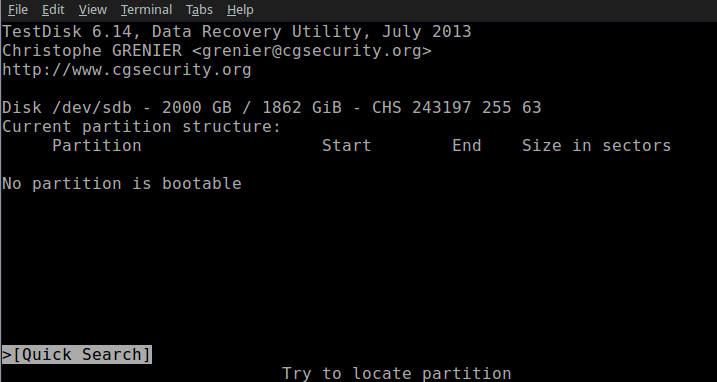 File Edit View Terminal Tabs Help
TestDisk 6.14, Data Recovery Utility, July 2013
Christophe GRENIER <grenier@cgsecurity.org>
http://www.cgsecurity.org
Disk /dev/sdb - 2000 GB / 1862 GiB - CHS 243197 255 63
Current partition structure:
Partition Start End Size in sectors
No partition is bootable
>[Quick Search]
Try to locate partition